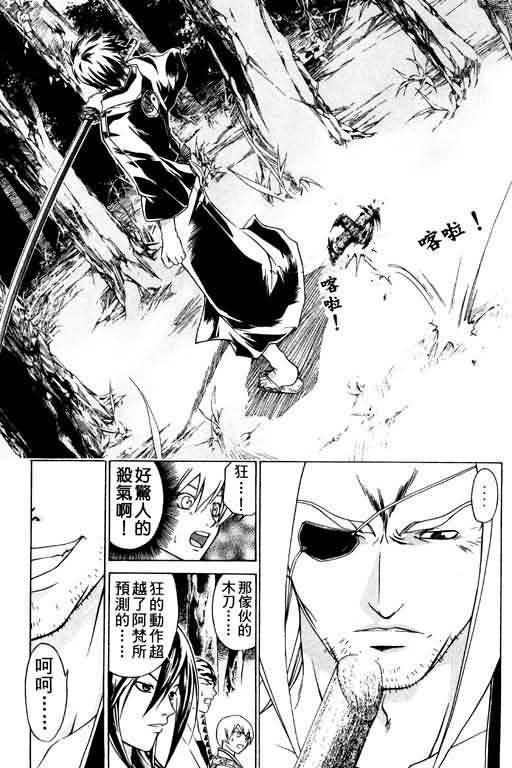 喀啦！
喀啦！
……
狂…！
好驚人的
殺氣啊！
那傢伙的
木刀……
狂的動作超
越了阿梵所
預測的……
呵呵……